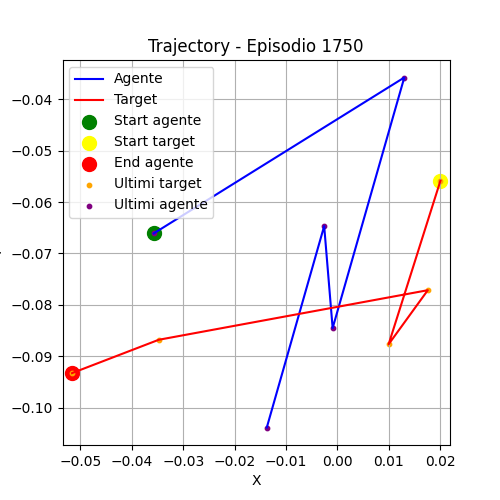 Trajectory - Episodio 1750
Agente
Target
Start agente
Start target
End agente
Ultimi target
Ultimi agente
−0.04
−0.05
−0.06
−0.07
−0.08
−0.09
−0.10
−0.05 −0.04 −0.03 −0.02 −0.01 0.00 0.01 0.02
X